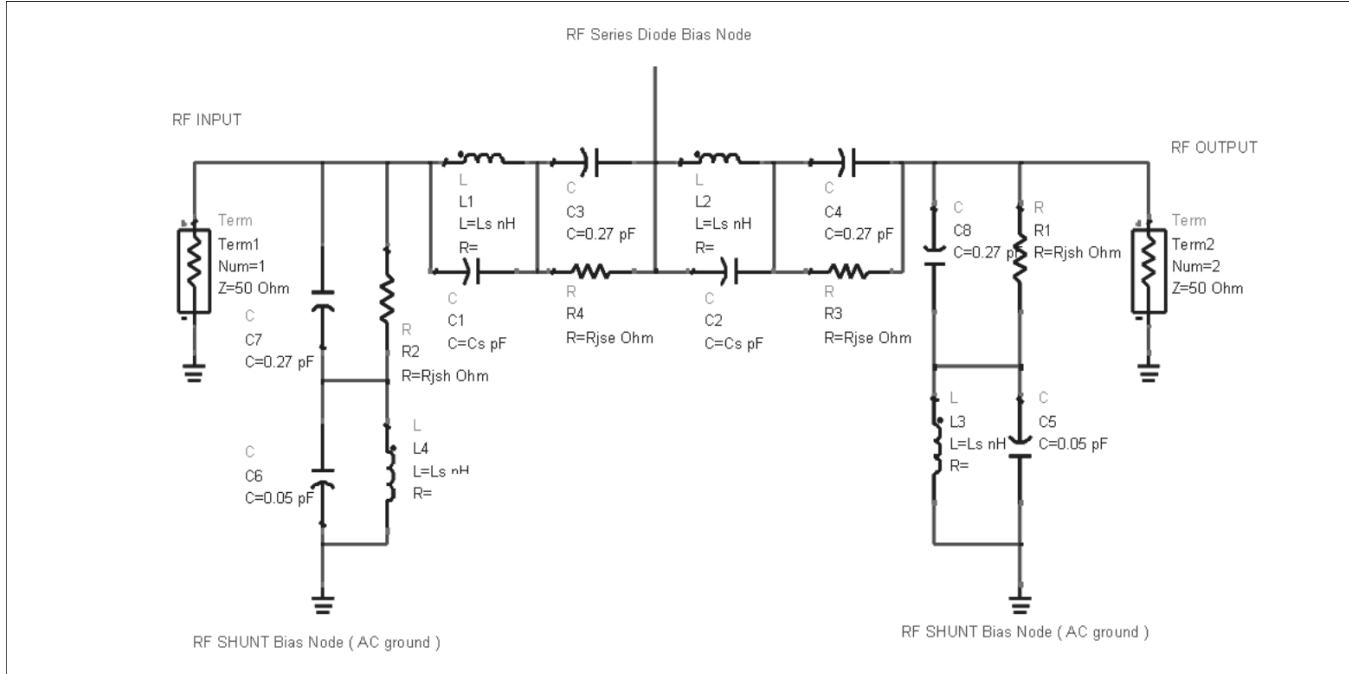 RF Series Diode Bias Node
RF INPUT
RF OUTPUT
Term
Term1
Num=1
Z=50 Ohm
C
C7
C=0.27 pF
R
R2
R=Rjsh Ohm
C
C6
C=0.05 pF
L
L4
L=Ls nH
R=
L
L1
L=Ls nH
R=
C
C1
C=Cs pF
C
C3
C=0.27 pF
R
R4
R=Rjse Ohm
L
L2
L=Ls nH
R=
C
C2
C=Cs pF
C
C4
C=0.27 pF
R
R3
R=Rjse Ohm
C
C8
C=0.27 pF
R
R1
R=Rjsh Ohm
L
L3
L=Ls nH
R=
C
C5
C=0.05 pF
Term
Term2
Num=2
Z=50 Ohm
RF SHUNT Bias Node ( AC ground )
RF SHUNT Bias Node ( AC ground )